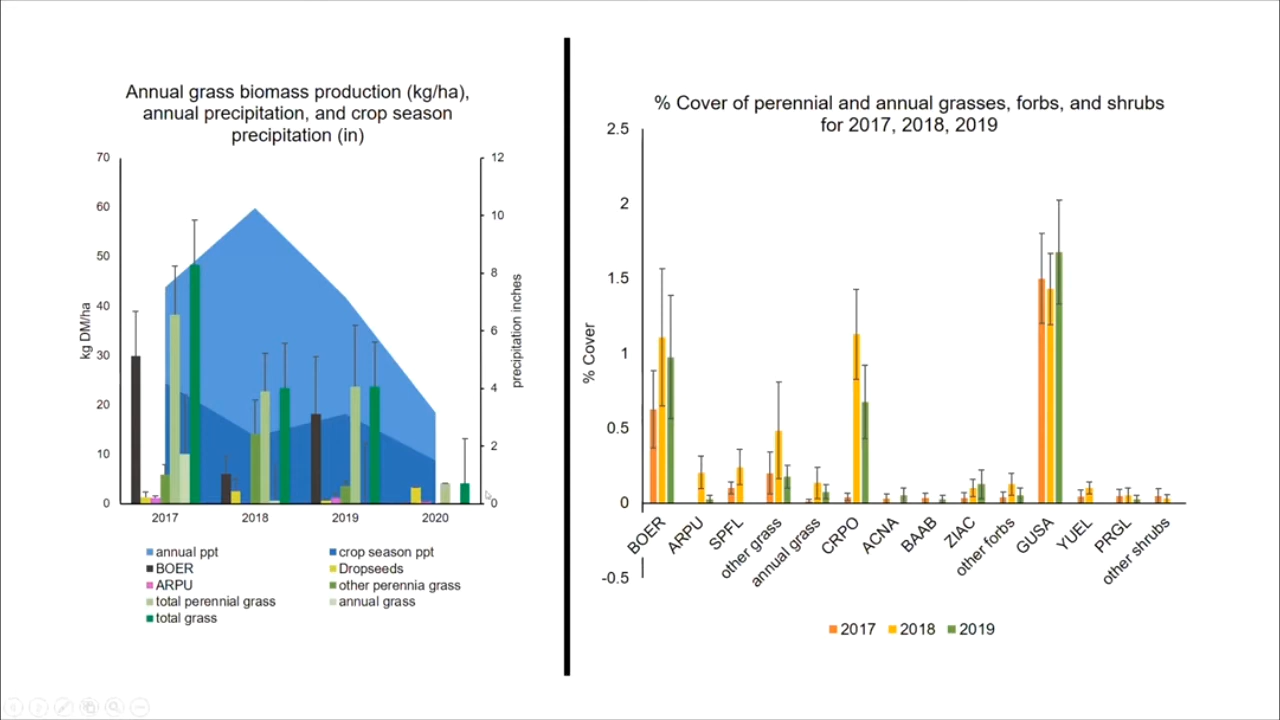 Annual grass biomass production (kg/ha),
annual precipitation, and crop season
precipitation (in)
70
60
50
40
30
20
10
0
kg DM/ha
12
10
8
6
4
2
0
precipitation inches
2017 2018 2019 2020
annual ppt
crop season ppt
BOER
Dropseeds
ARPU
other perennia grass
total perennial grass
annual grass
total grass
% Cover of perennial and annual grasses, forbs, and shrubs
for 2017, 2018, 2019
2.5
2
1.5
1
0.5
0
-0.5
% Cover
BOER
ARPU
SPFL
other grass
annual grass
CRPO
ACNA
BAAB
ZIAC
other forbs
GUSA
YUEL
PRGL
other shrubs
2017 2018 2019